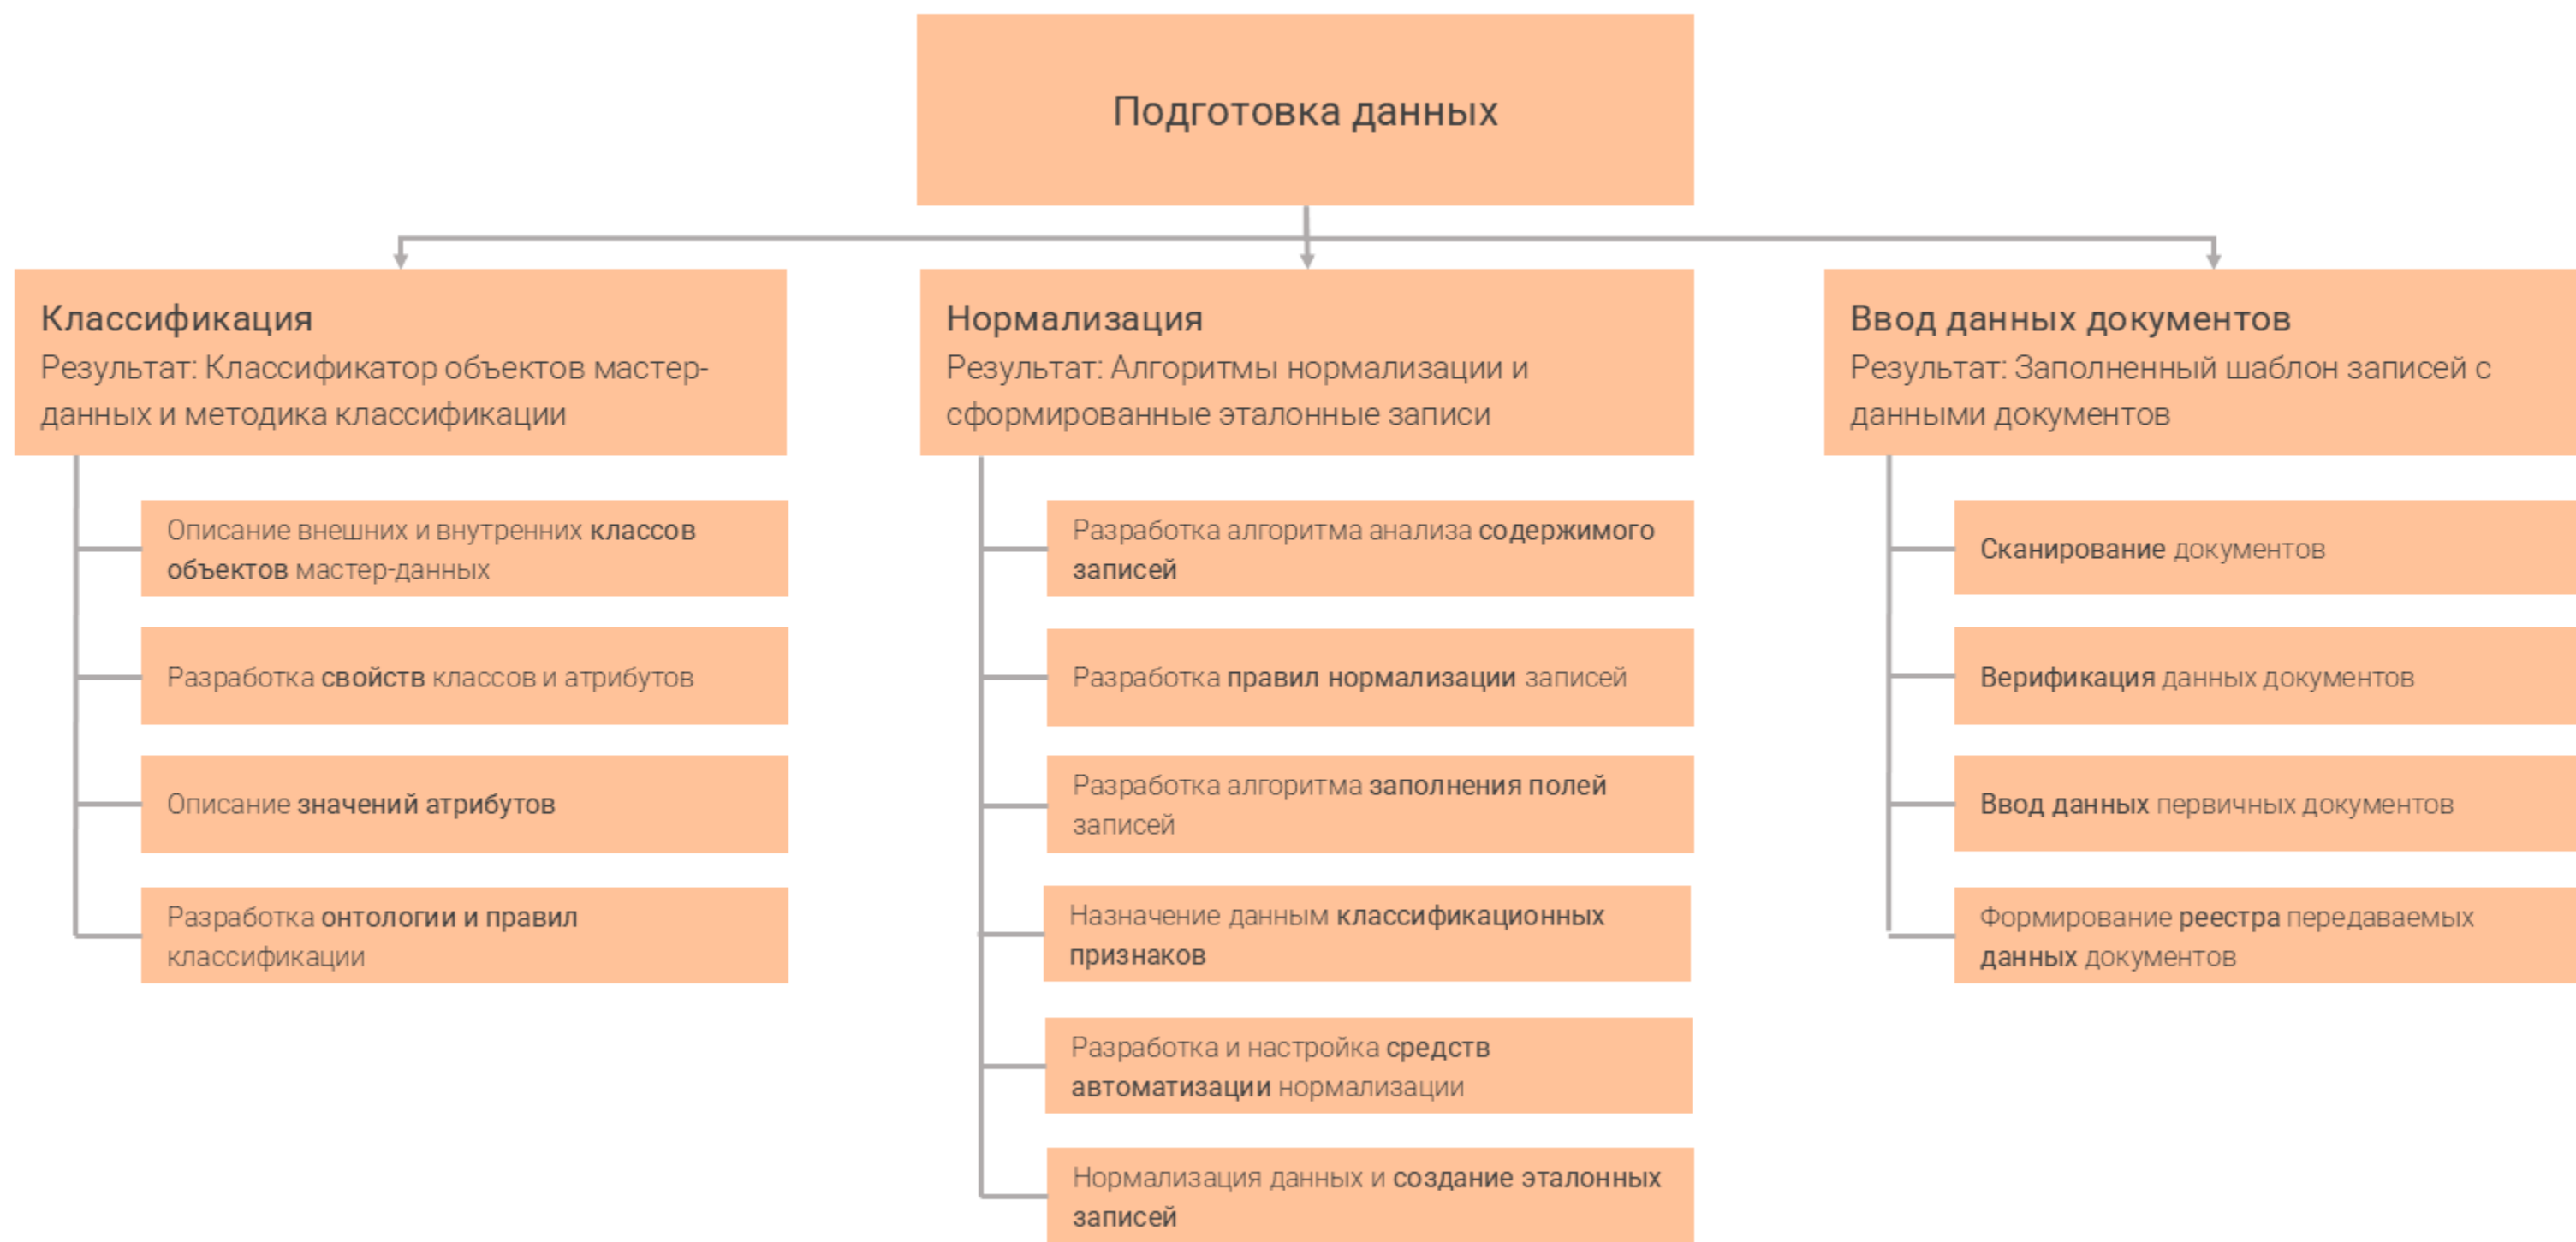 Подготовка данных
Классификация
Результат: Классификатор объектов мастер-
данных и методика классификации
Описание внешних и внутренних классов
объектов мастер-данных
Разработка свойств классов и атрибутов
Описание значений атрибутов
Разработка онтологии и правил
классификации
Нормализация
Результат: Алгоритмы нормализации и
сформированные эталонные записи
Разработка алгоритма анализа содержимого
записей
Разработка правил нормализации записей
Разработка алгоритма заполнения полей
записей
Назначение данным классификационных
признаков
Разработка и настройка средств
автоматизации нормализации
Нормализация данных и создание эталонных
записей
Ввод данных документов
Результат: Заполненный шаблон записей с
данными документов
Сканирование документов
Верификация данных документов
Ввод данных первичных документов
Формирование реестра передаваемых
данных документов